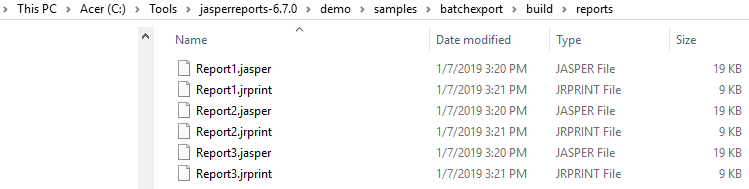 This PC > Acer (C:) > Tools > jasperreports-6.7.0 > demo > samples > batchexport > build > reports
Name Date modified Type Size
Report1.jasper 1/7/2019 3:20 PM JASPER File 19 KB
Report1.jrprint 1/7/2019 3:21 PM JRPRINT File 9 KB
Report2.jasper 1/7/2019 3:20 PM JASPER File 19 KB
Report2.jrprint 1/7/2019 3:21 PM JRPRINT File 9 KB
Report3.jasper 1/7/2019 3:20 PM JASPER File 19 KB
Report3.jrprint 1/7/2019 3:21 PM JRPRINT File 9 KB